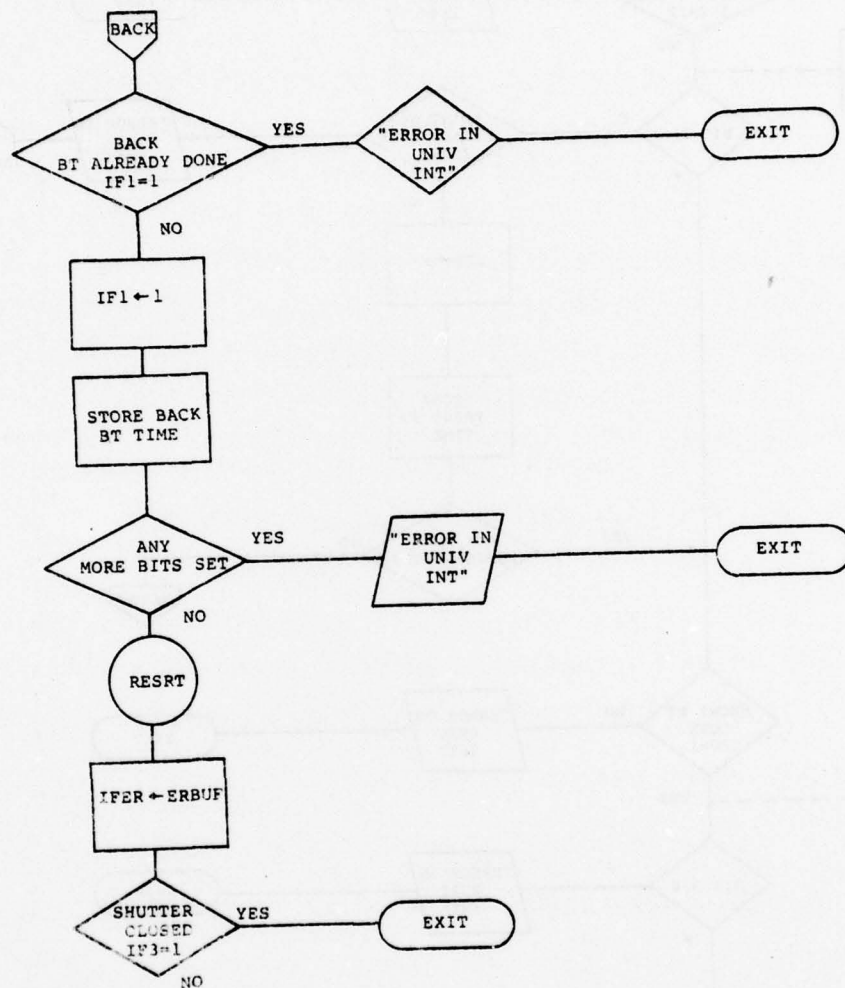 BACK
BACK
BT ALREADY DONE
IF1=1
YES
"ERROR IN
UNIV
INT"
EXIT
NO
IF1←1
STORE BACK
BT TIME
ANY
MORE BITS SET
YES
"ERROR IN
UNIV
INT"
EXIT
NO
RESRT
IFER←ERBUF
SHUTTER
CLOSED
IF3=1
YES
EXIT
NO